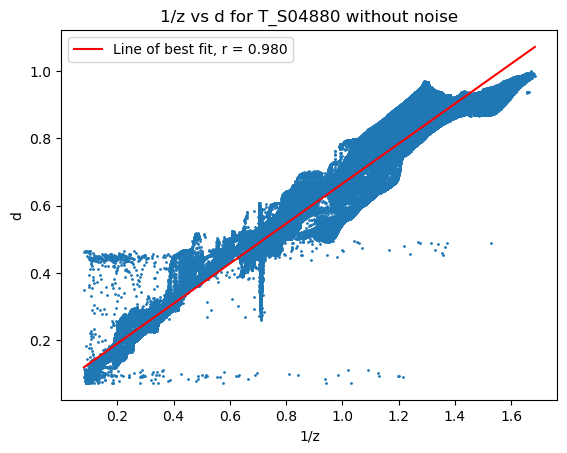 1/z vs d for T_S04880 without noise
Line of best fit, r = 0.980
d
1.0
0.8
0.6
0.4
0.2
0.2 0.4 0.6 0.8 1.0 1.2 1.4 1.6
1/z